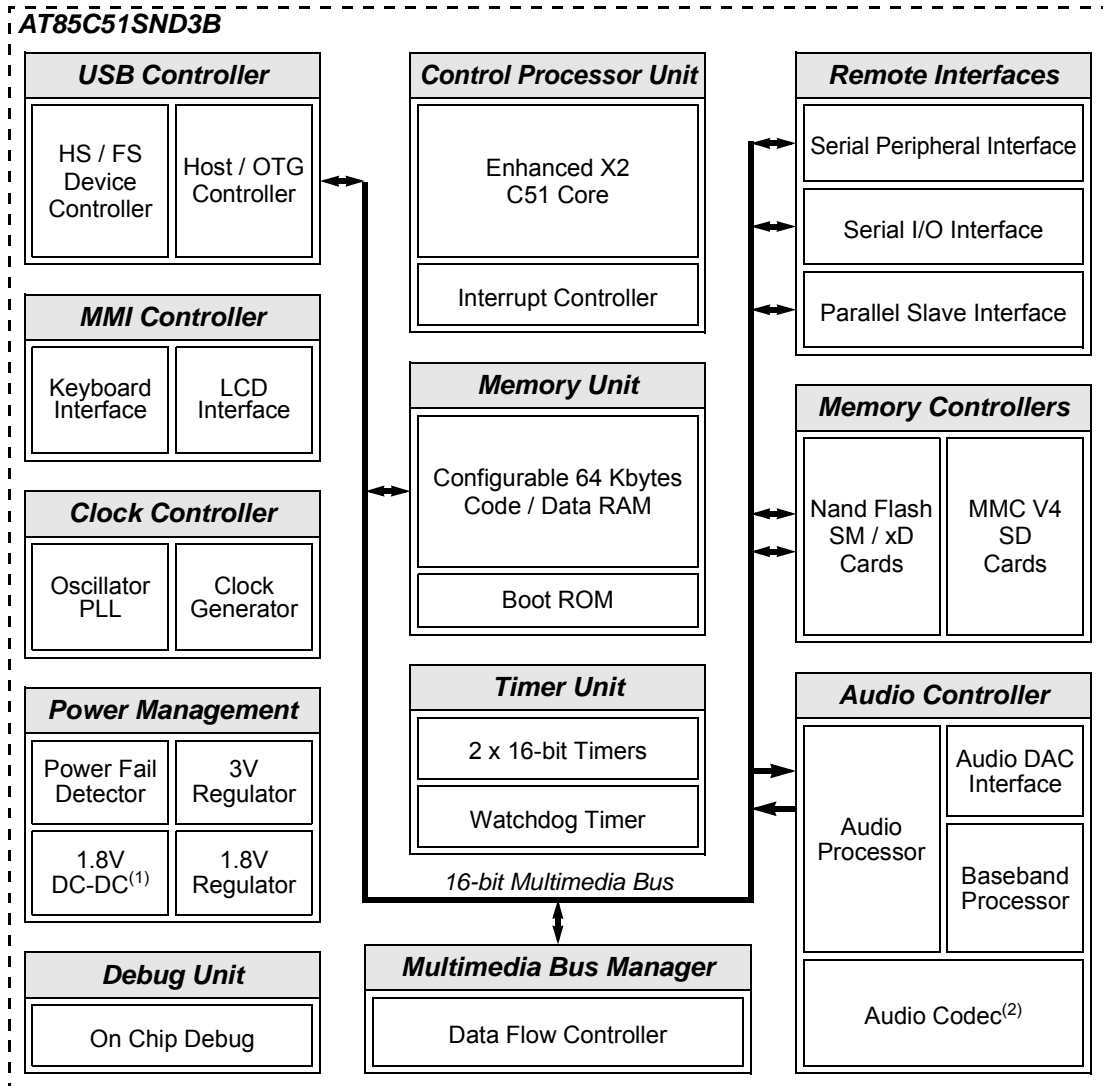 AT85C51SND3B
USB Controller
HS / FS
Device
Controller
Host / OTG
Controller
MMI Controller
Keyboard
Interface
LCD
Interface
Clock Controller
Oscillator
PLL
Clock
Generator
Power Management
Power Fail
Detector
3V
Regulator
1.8V
DC-DC(1)
1.8V
Regulator
Debug Unit
On Chip Debug
Control Processor Unit
Enhanced X2
C51 Core
Interrupt Controller
Memory Unit
Configurable 64 Kbytes
Code / Data RAM
Boot ROM
Timer Unit
2 x 16-bit Timers
Watchdog Timer
16-bit Multimedia Bus
Multimedia Bus Manager
Data Flow Controller
Remote Interfaces
Serial Peripheral Interface
Serial I/O Interface
Parallel Slave Interface
Memory Controllers
Nand Flash
SM / xD
Cards
MMC V4
SD
Cards
Audio Controller
Audio
Processor
Audio DAC
Interface
Baseband
Processor
Audio Codec(2)